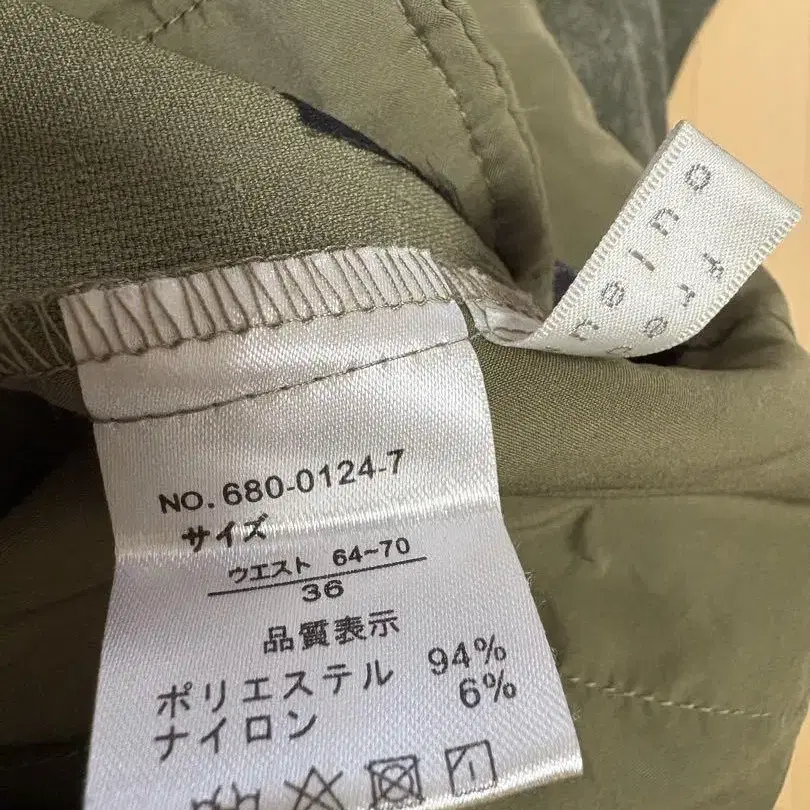 NO. 680-0124-7
サイズ
ウエスト 64~70
36
品質表示
ポリエステル 94%
ナイロン 6%